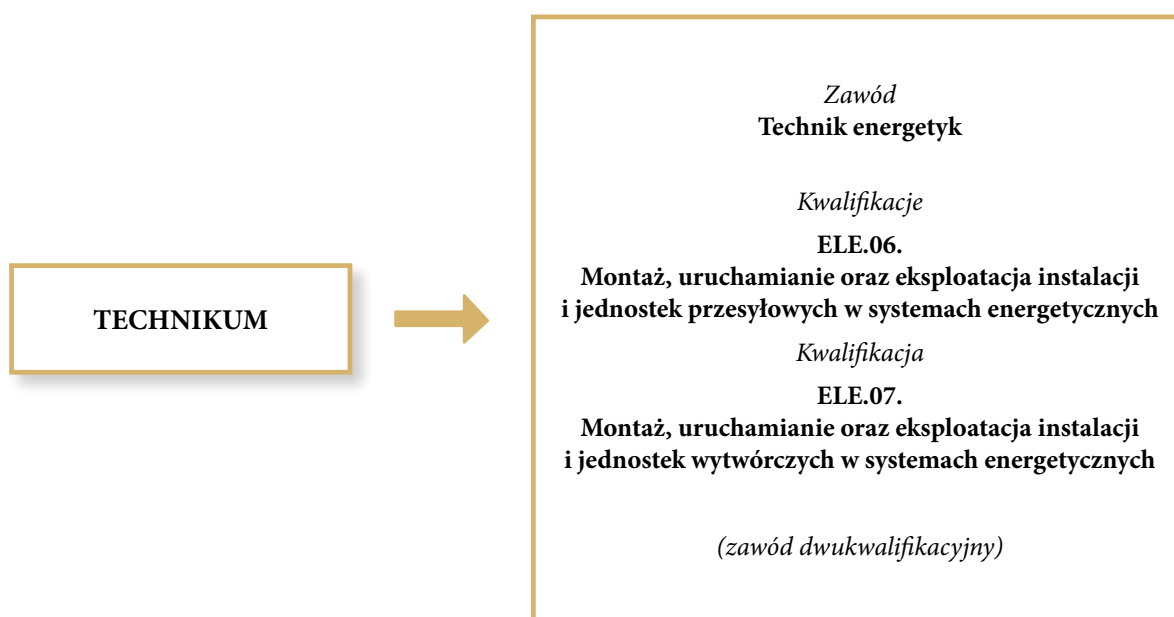 TECHNIKUM
Zawód
Technik energetyk
Kwalifikacje
ELE.06.
Montaż, uruchamianie oraz eksploatacja instalacji
i jednostek przesyłowych w systemach energetycznych
Kwalifikacja
ELE.07.
Montaż, uruchamianie oraz eksploatacja instalacji
i jednostek wytwórczych w systemach energetycznych
(zawód dwukwalifikacyjny)